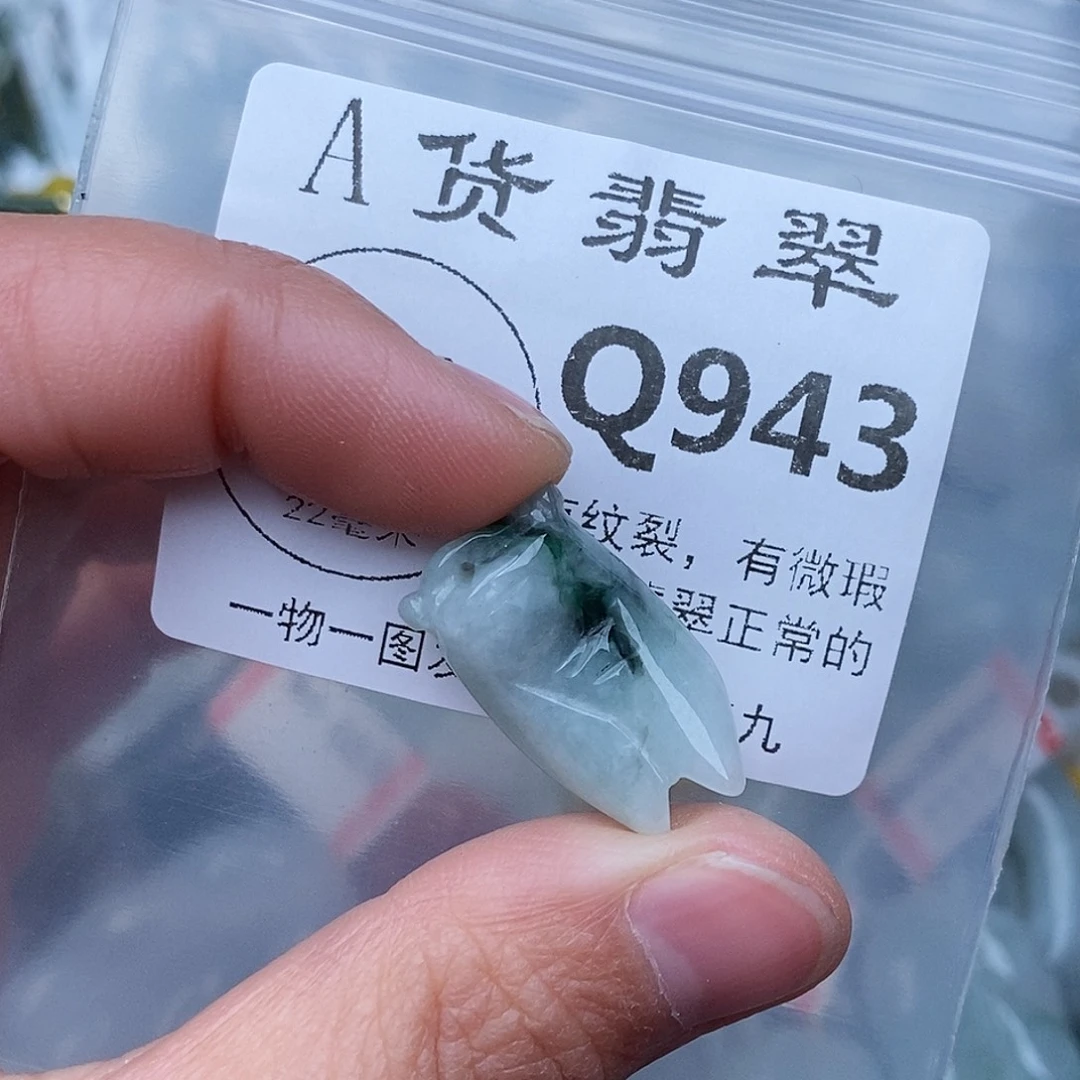 A货翡翠
Q943
22毫米
纹裂，有微瑕
翠正常的
一物一图
九